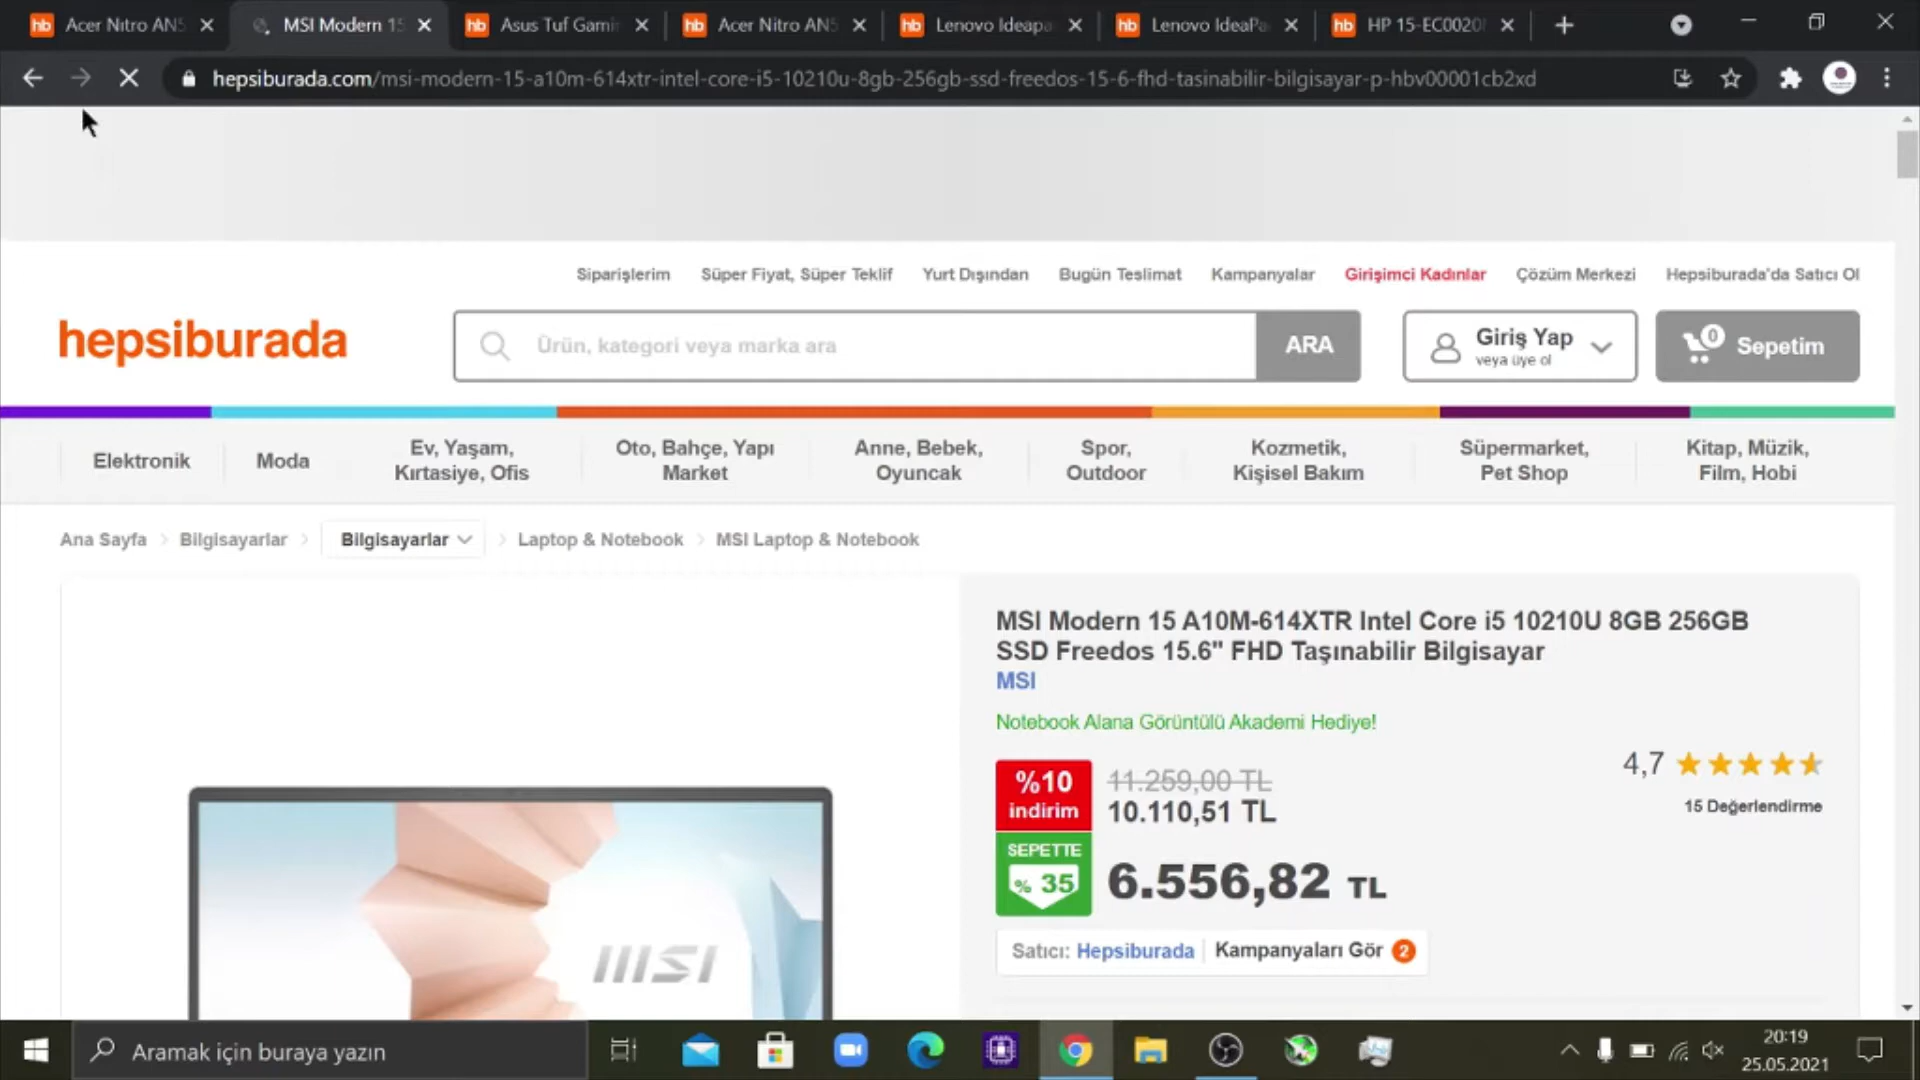 Acer Nitro AN5
MSI Modern 15
Asus Tuf Gamin
Acer Nitro AN5
Lenovo Ideapa
Lenovo IdeaPa
HP 15-EC0020
hepsiburada.com/msi-modern-15-a10m-614xtr-intel-core-i5-10210u-8gb-256gb-ssd-freedos-15-6-fhd-tasinabilir-bilgisayar-p-hbv00001cb2xd
Siparişlerim
Süper Fiyat, Süper Teklif
Yurt Dışından
Bugün Teslimat
Kampanyalar
Girişimci Kadınlar
Çözüm Merkezi
Hepsiburada'da Satıcı Ol
hepsiburada
Ürün, kategori veya marka ara
ARA
Giriş Yap
veya üye ol
0
Sepetim
Elektronik
Moda
Ev, Yaşam,
Kırtasiye, Ofis
Oto, Bahçe, Yapı
Market
Anne, Bebek,
Oyuncak
Spor,
Outdoor
Kozmetik,
Kişisel Bakım
Süpermarket,
Pet Shop
Kitap, Müzik,
Film, Hobi
Ana Sayfa
Bilgisayarlar
Bilgisayarlar
Laptop & Notebook
MSI Laptop & Notebook
MSI Modern 15 A10M-614XTR Intel Core i5 10210U 8GB 256GB
SSD Freedos 15.6" FHD Taşınabilir Bilgisayar
MSI
Notebook Alana Görüntülü Akademi Hediye!
%10
indirim
11.259,00 TL
10.110,51 TL
4,7
15 Değerlendirme
SEPETTE
% 35
6.556,82 TL
Satıcı: Hepsiburada
Kampanyaları Gör 2
msi
Aramak için buraya yazın
20:19
25.05.2021